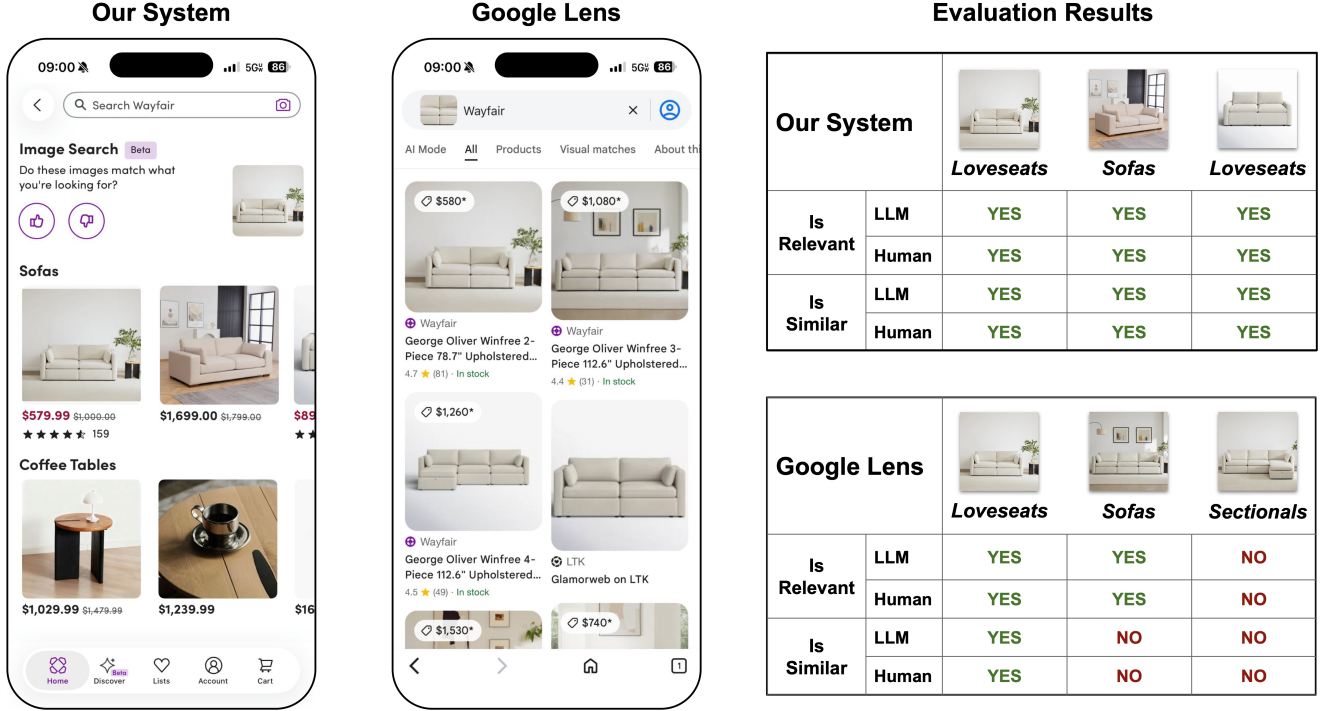 Our System
09:00
5G
86
Search Wayfair
Image Search Beta
Do these images match what
you're looking for?
Sofas
$579.99 $1,000.00
159
$1,699.00 $1,799.00
$89
Coffee Tables
$1,029.99 $1,479.99
$1,239.99
$16
Home
Discover Beta
Lists
Account
Cart
Google Lens
09:00
5G
86
Wayfair
AI Mode All Products Visual matches About thi
$580*
Wayfair
George Oliver Winfree 2-
Piece 78.7" Upholstered...
4.7 ★ (81) · In stock
$1,080*
Wayfair
George Oliver Winfree 3-
Piece 112.6" Upholstered...
4.4 ★ (31) · In stock
$1,260*
Wayfair
George Oliver Winfree 4-
Piece 112.6" Upholstered...
4.5 ★ (49) · In stock
LTK
Glamorweb on LTK
$1,530*
$740*
1
Evaluation Results
Our System
Loveseats Sofas Loveseats
Is
Relevant
LLM YES YES YES
Human YES YES YES
Is
Similar
LLM YES YES YES
Human YES YES YES
Google Lens
Loveseats Sofas Sectionals
Is
Relevant
LLM YES YES NO
Human YES YES NO
Is
Similar
LLM YES NO NO
Human YES NO NO